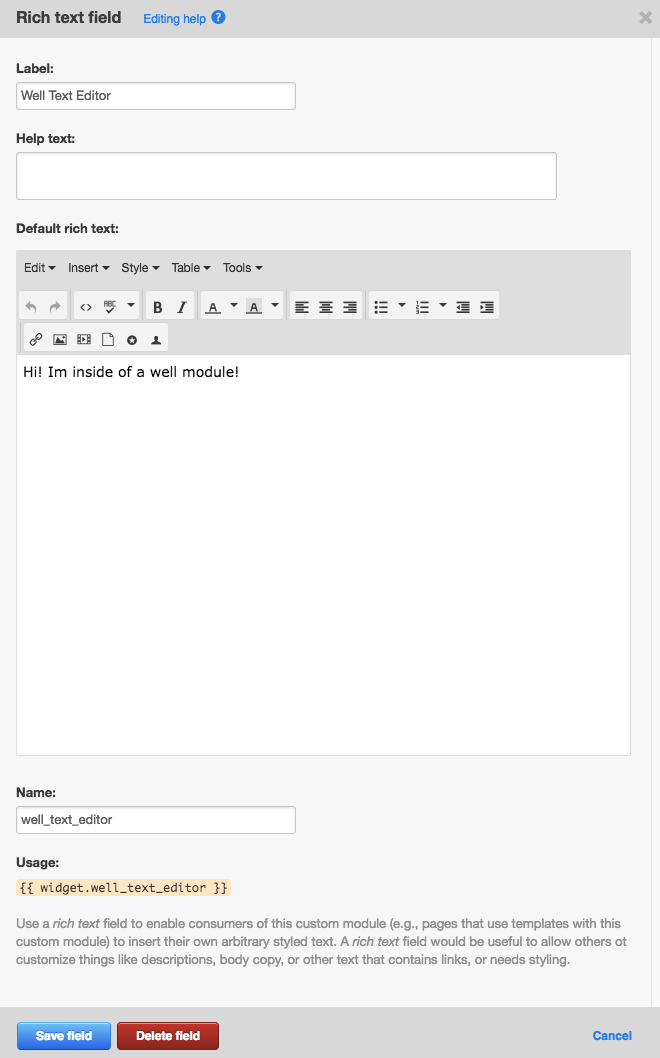 Rich text field Editing help ?
Label:
Well Text Editor
Help text:
Default rich text:
Edit Insert Style Table Tools
ABC B I A A
Hi! Im inside of a well module!
Name:
well_text_editor
Usage:
{{ widget.well_text_editor }}
Use a rich text field to enable consumers of this custom module (e.g., pages that use templates with this
custom module) to insert their own arbitrary styled text. A rich text field would be useful to allow others ot
customize things like descriptions, body copy, or other text that contains links, or needs styling.
Save field Delete field Cancel